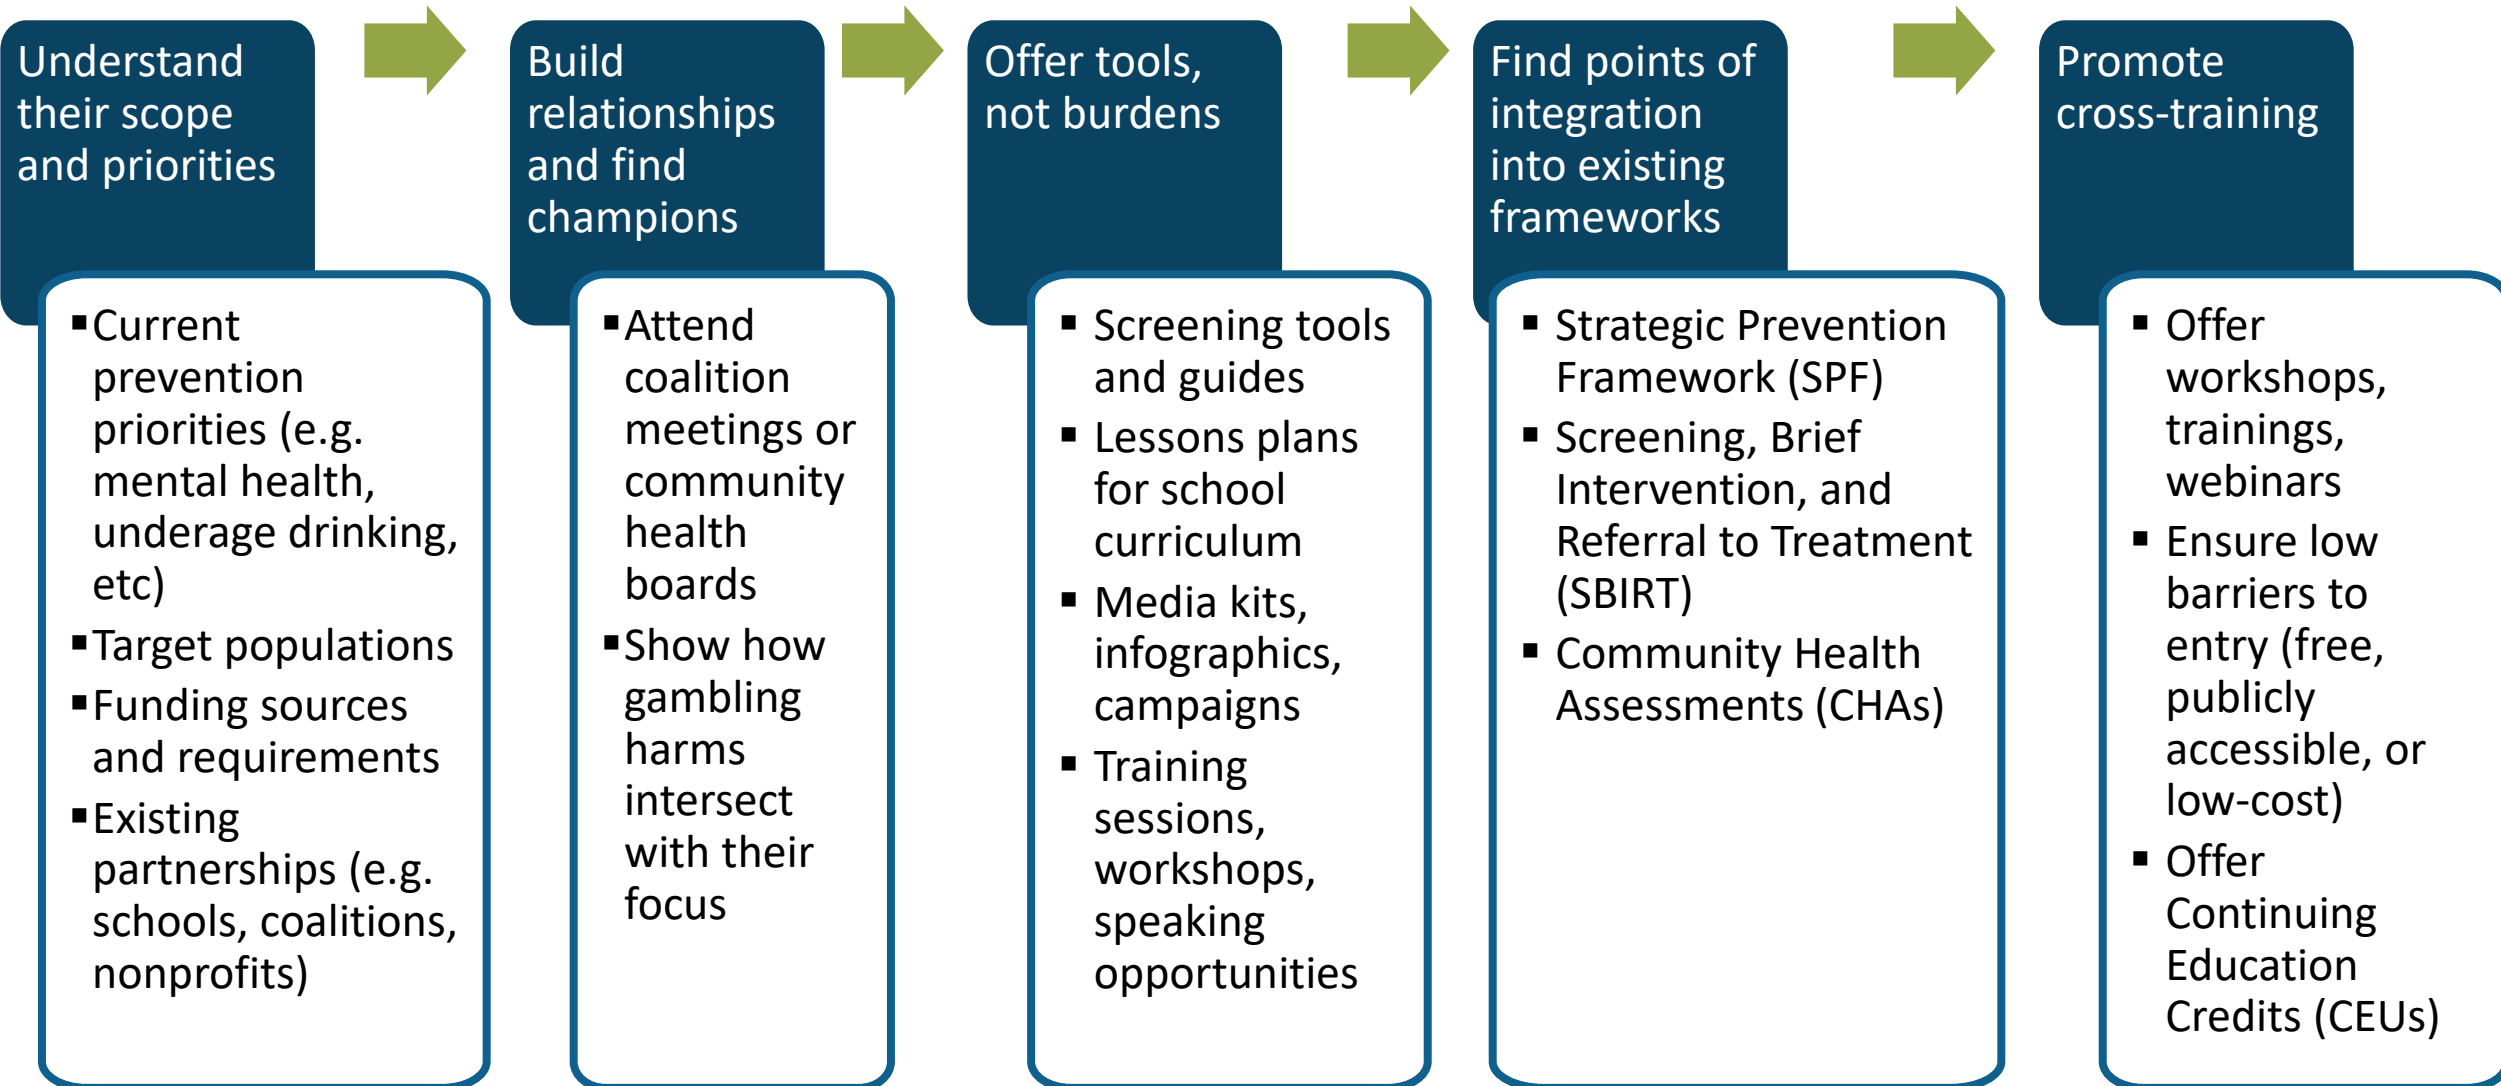 Understand
their scope
and priorities
▪Current
prevention
priorities (e.g.
mental health,
underage drinking,
etc)
▪Target populations
▪Funding sources
and requirements
▪Existing
partnerships (e.g.
schools, coalitions,
nonprofits)
Build
relationships
and find
champions
▪Attend
coalition
meetings or
community
health
boards
▪Show how
gambling
harms
intersect
with their
focus
Offer tools,
not burdens
▪ Screening tools
and guides
▪ Lessons plans
for school
curriculum
▪ Media kits,
infographics,
campaigns
▪ Training
sessions,
workshops,
speaking
opportunities
Find points of
integration
into existing
frameworks
▪ Strategic Prevention
Framework (SPF)
▪ Screening, Brief
Intervention, and
Referral to Treatment
(SBIRT)
▪ Community Health
Assessments (CHAs)
Promote
cross-training
▪ Offer
workshops,
trainings,
webinars
▪ Ensure low
barriers to
entry (free,
publicly
accessible, or
low-cost)
▪ Offer
Continuing
Education
Credits (CEUs)